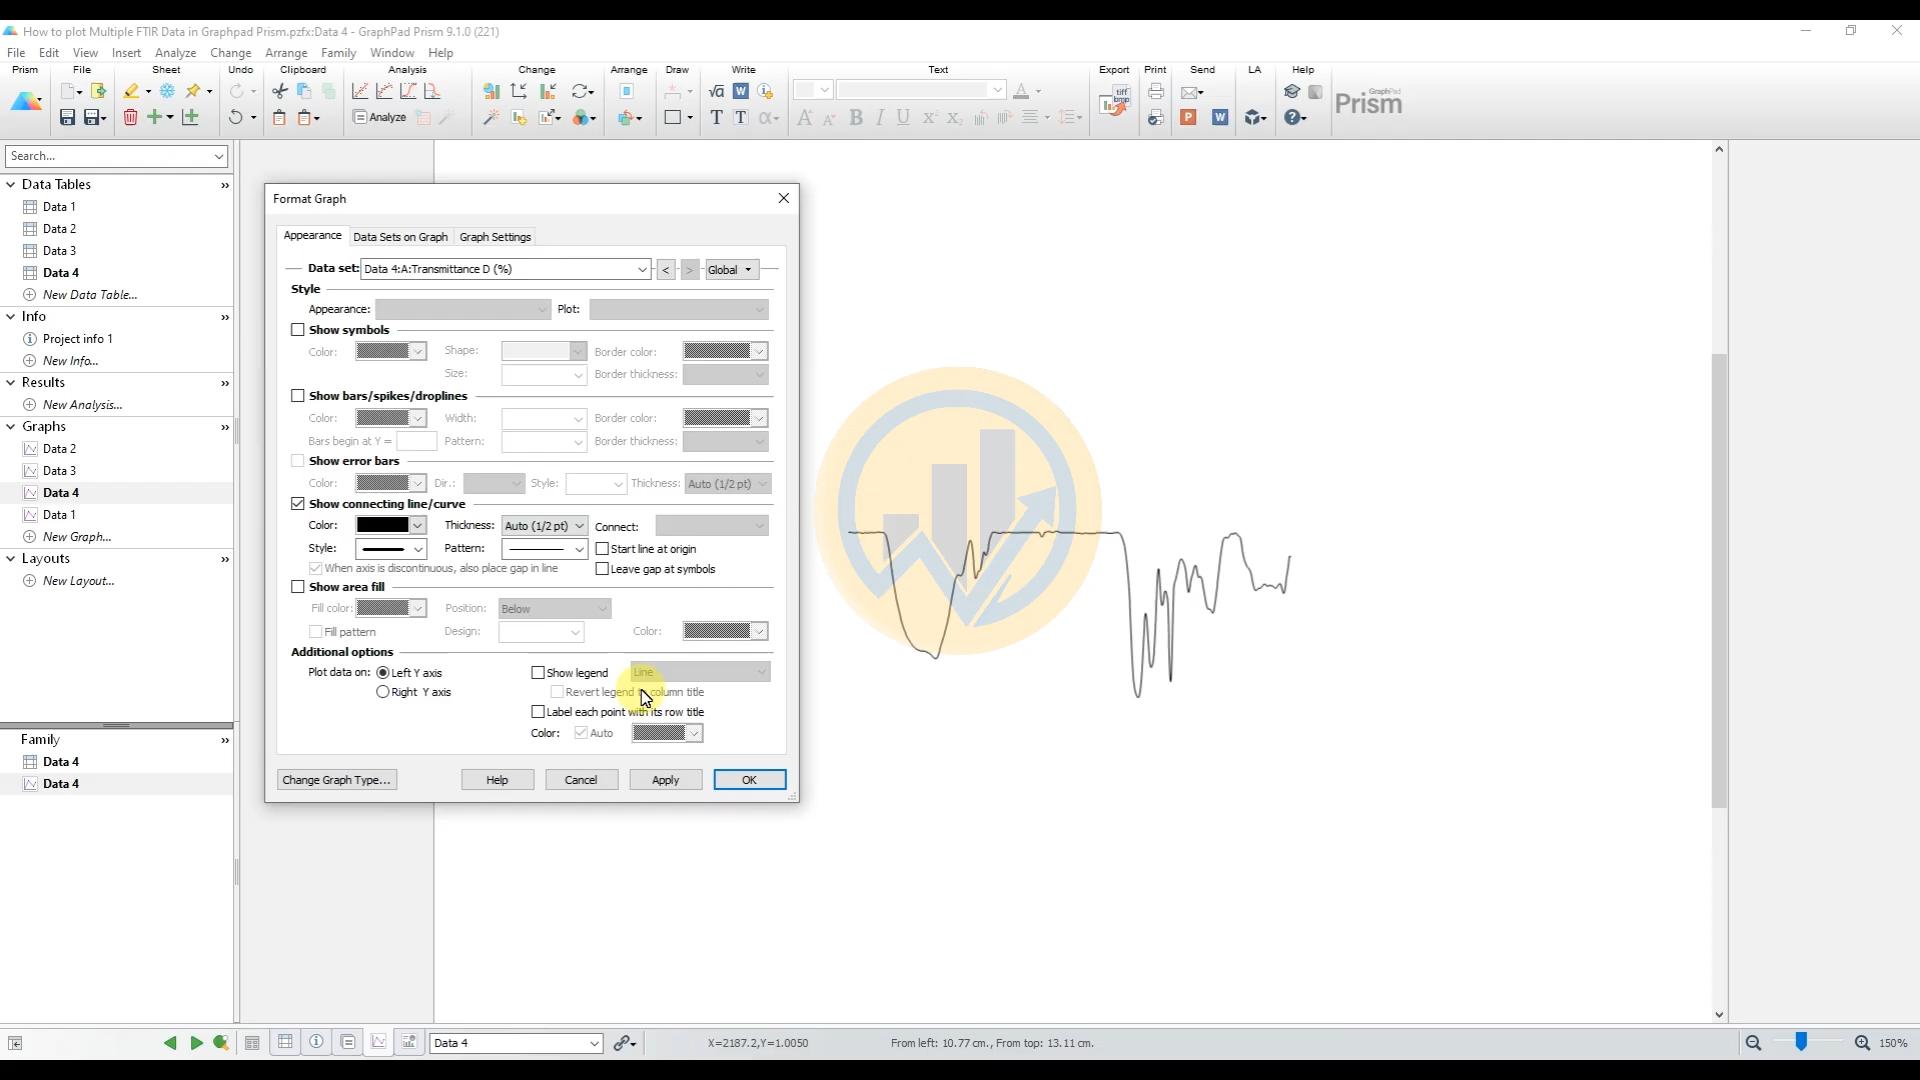 How to plot Multiple FTIR Data in Graphpad Prism.pzfx:Data 4 - GraphPad Prism 9.1.0 (221)
File Edit View Insert Analyze Change Arrange Family Window Help
Prism File Sheet Undo Clipboard Analysis Change Arrange Draw Write Text Export Print Send LA Help
Analyze
GraphPad
Prism
Search...
Data Tables
Data 1
Data 2
Data 3
Data 4
New Data Table...
Info
Project info 1
New Info...
Results
New Analysis...
Graphs
Data 2
Data 3
Data 4
Data 1
New Graph...
Layouts
New Layout...
Family
Data 4
Data 4
Format Graph
Appearance Data Sets on Graph Graph Settings
Data set: Data 4:A:Transmittance D (%) < > Global
Style
Appearance: Plot:
Show symbols
Color: Shape: Border color:
Size: Border thickness:
Show bars/spikes/droplines
Color: Width: Border color:
Bars begin at Y = Pattern: Border thickness:
Show error bars
Color: Dir.: Style: Thickness: Auto (1/2 pt)
Show connecting line/curve
Color: Thickness: Auto (1/2 pt) Connect:
Style: Pattern: Start line at origin
When axis is discontinuous, also place gap in line Leave gap at symbols
Show area fill
Fill color: Position: Below
Fill pattern Design: Color:
Additional options
Plot data on: Left Y axis Show legend Line
Right Y axis Revert legend to column title
Label each point with its row title
Color: Auto
Change Graph Type... Help Cancel Apply OK
Data 4 X=2187.2,Y=1.0050 From left: 10.77 cm., From top: 13.11 cm. 150%